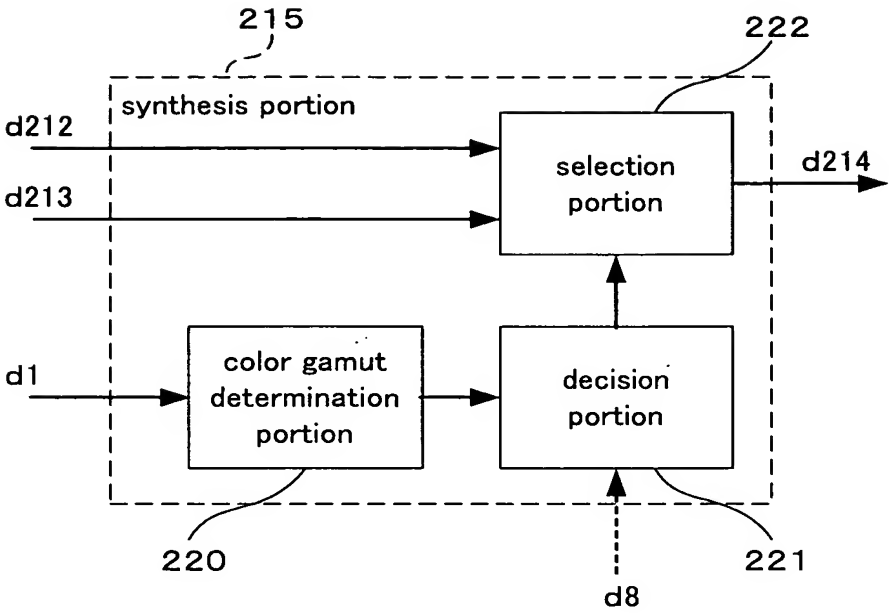 215
222
synthesis portion
d212
selection
portion
d214
d213
d1
color gamut
determination
portion
decision
portion
220
221
d8